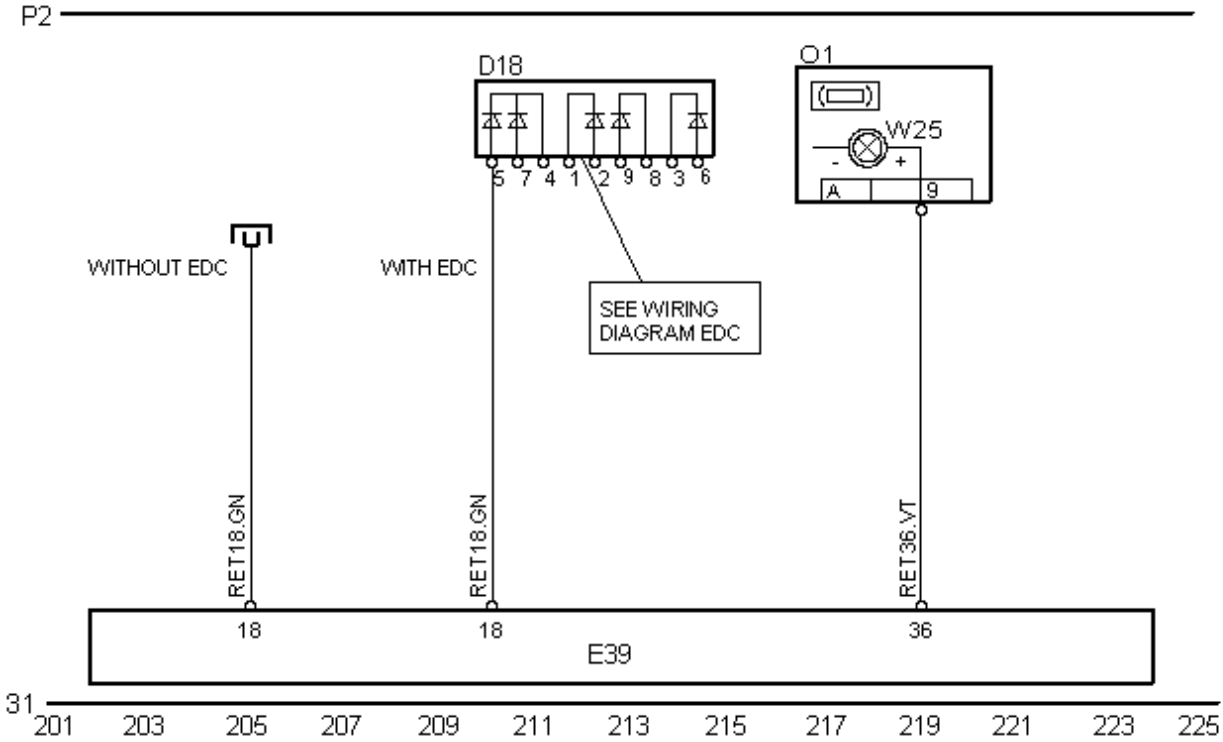 P2
D18
O1
W25
- +
5 7 4 1 2 9 8 3 6
A 9
WITHOUT EDC
WITH EDC
SEE WIRING
DIAGRAM EDC
RET18.GN
RET18.GN
RET36.VT
18 18 36
E39
31
201 203 205 207 209 211 213 215 217 219 221 223 225